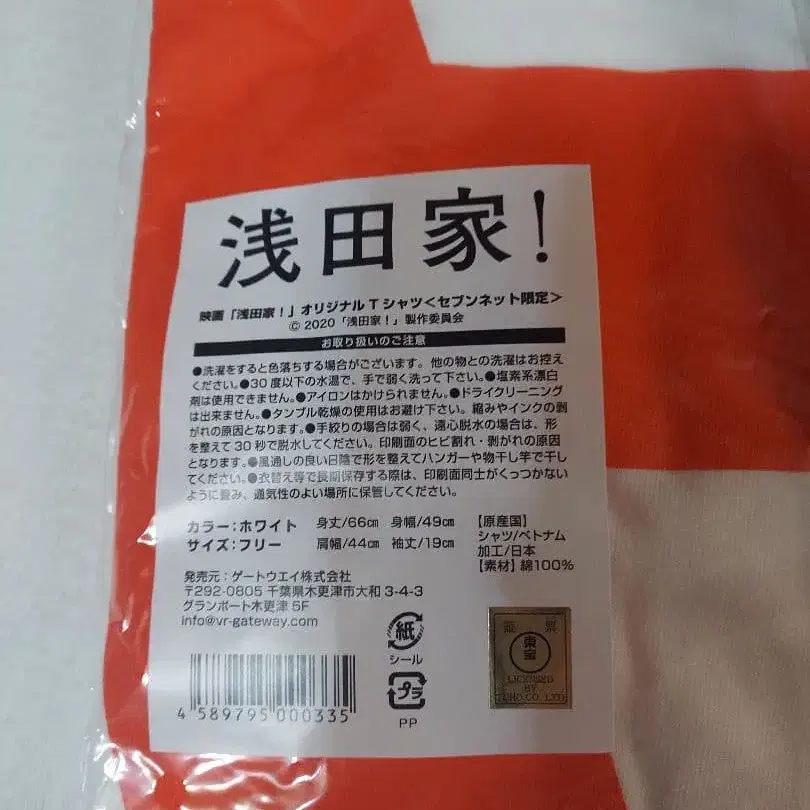 浅田家！
映画「浅田家！」オリジナルTシャツ＜セブンネット限定＞
© 2020「浅田家！」製作委員会
お取り扱いのご注意
●洗濯をすると色落ちする場合がございます。他の物との洗濯はお控え
ください。●30度以下の水温で、手で弱く洗って下さい。●塩素系漂白
剤は使用できません。●アイロンはかけられません。●ドライクリーニング
は出来ません。●タンブル乾燥の使用はお避け下さい。縮みやインクの剥
がれの原因となります。●手絞りの場合は弱く、遠心脱水の場合は、形
を整えて30秒で脱水してください。印刷面のヒビ割れ・剥がれの原因
となります。●風通しの良い日陰で形を整えてハンガーや物干し竿で干し
てください。●衣替え等で長期保存する際は、印刷面同士がくっつかない
ように畳み、通気性のよい場所に保管してください。
カラー：ホワイト 身丈/66㎝ 身幅/49㎝
サイズ：フリー 肩幅/44㎝ 袖丈/19㎝
【原産国】
シャツ/ベトナム
加工/日本
【素材】綿100%
発売元：ゲートウエイ株式会社
〒292-0805 千葉県木更津市大和3-4-3
グランポート木更津5F
info@vr-gateway.com
4 589795 000335
紙
シール
プラ
PP
証 票
東宝
LICENSED
BY
TOHO CO.,LTD.